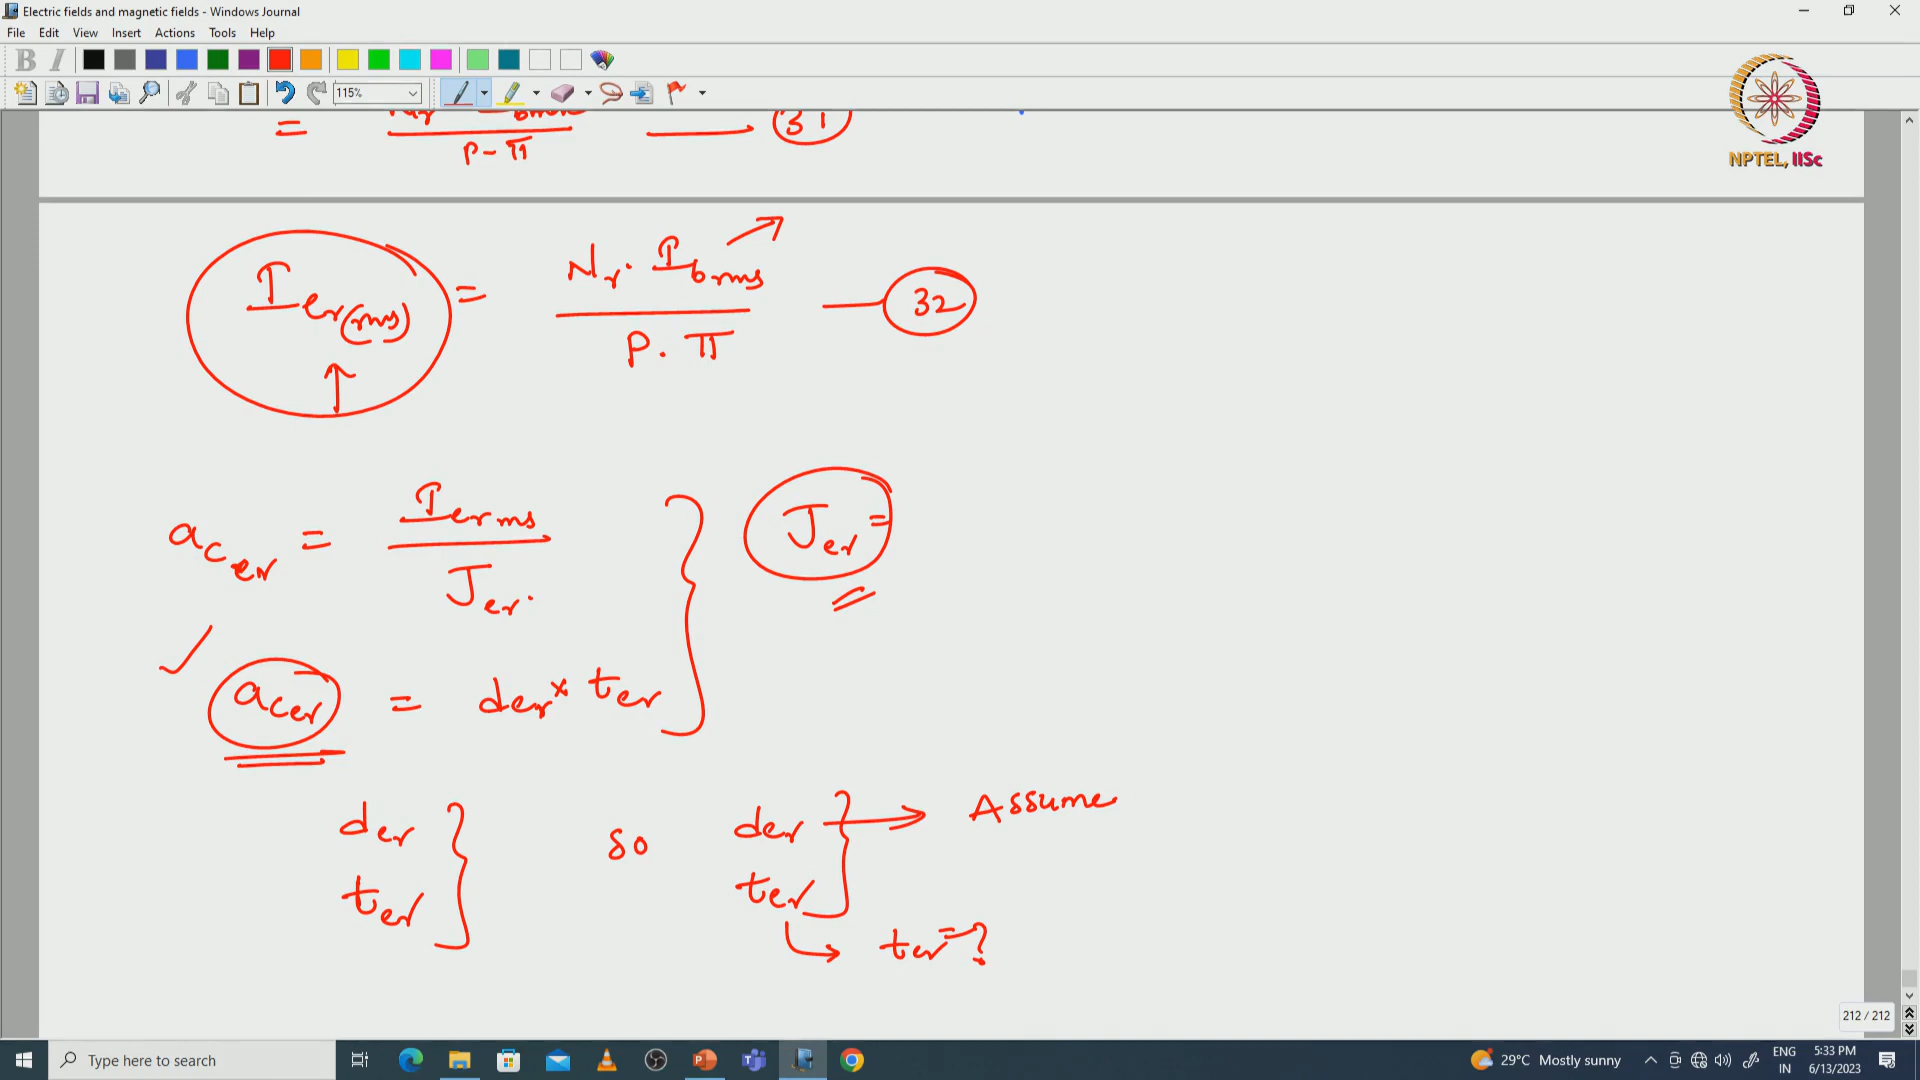 Electric fields and magnetic fields - Windows Journal
File Edit View Insert Actions Tools Help
B I
115%
NPTEL, IISc
= / P - π → 31
I_er(rms) = N_r · I_b rms / P · π — 32
a_c_er = I_er rms / J_er ·
J_er =
a_cer = d_er × t_er
d_er } so d_er } → Assume
t_er t_er
↳ t_er = ?
212 / 212
Type here to search
29°C Mostly sunny
ENG
IN
5:33 PM
6/13/2023